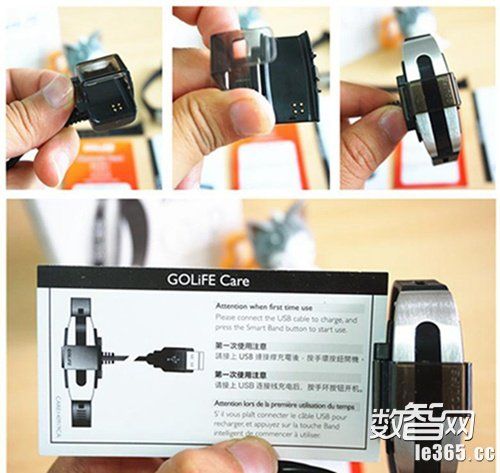 GOLiFE Care
Attention when first time use
Please connect the USB cable to charge, and
press the Smart Band button to start use.
第一次使用注意
請接上 USB 連接線充電後，按手環按鈕開機。
第一次使用注意
请接上 USB 连接线充电后，按手环按钮开机。
Attention lors de la première utilisation du temps
S'il vous plaît connecter le câble USB pour
recharger, et appuyez sur la touche Band
intelligent de commencer à utiliser.
GOLiFE
数智网
le365.cc